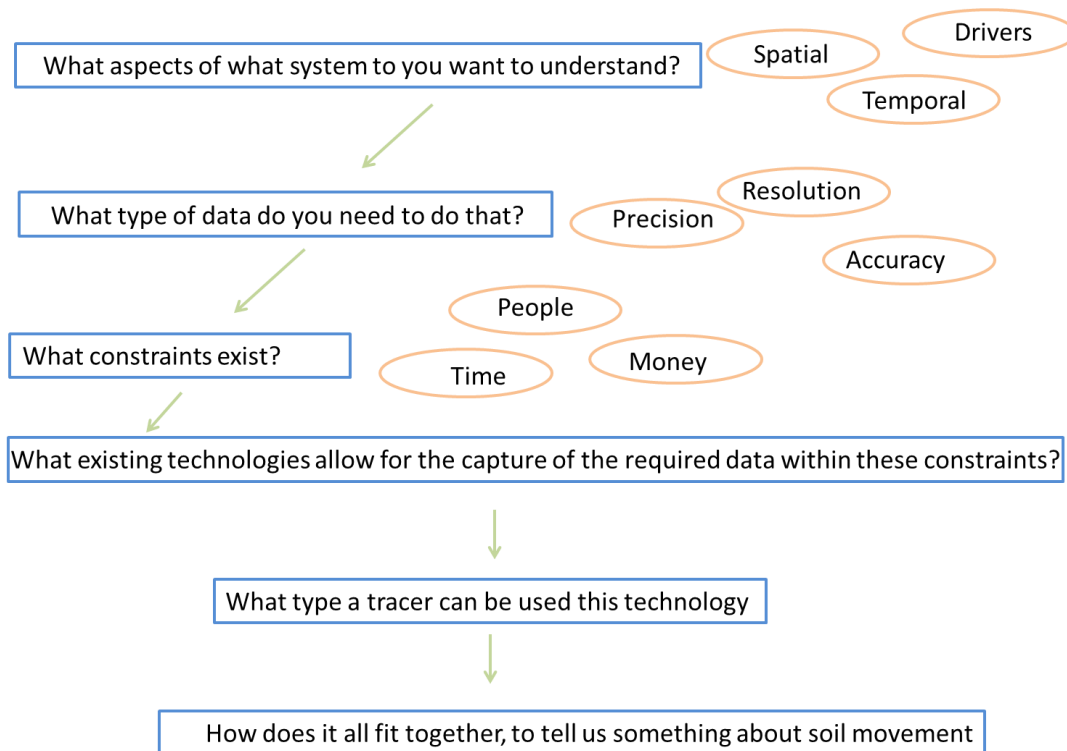 What aspects of what system to you want to understand?
Spatial
Drivers
Temporal
What type of data do you need to do that?
Precision
Resolution
Accuracy
What constraints exist?
People
Time
Money
What existing technologies allow for the capture of the required data within these constraints?
What type a tracer can be used this technology
How does it all fit together, to tell us something about soil movement